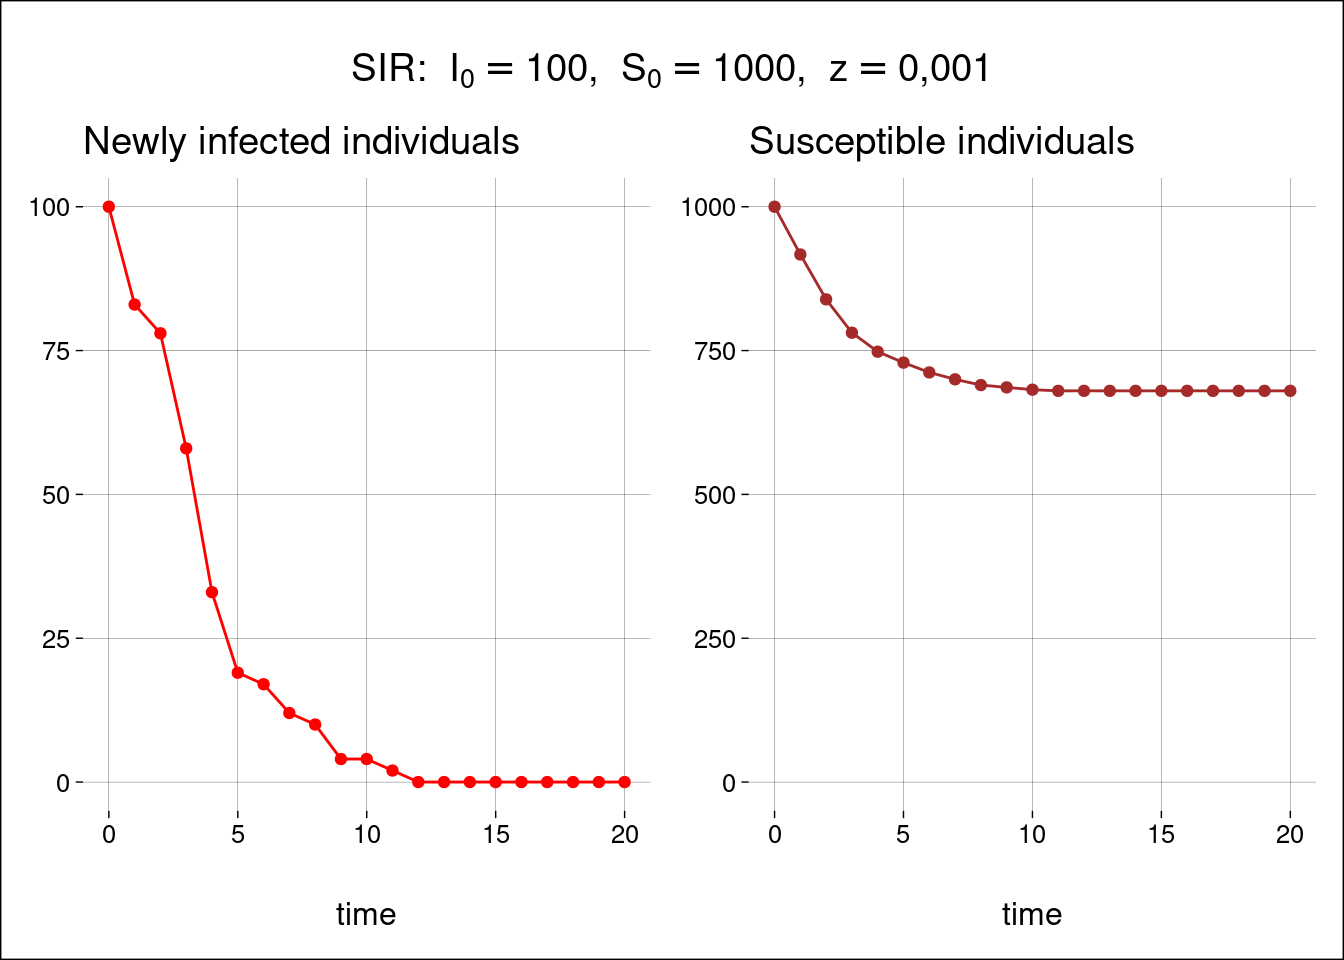 SIR: I₀ = 100, S₀ = 1000, z = 0,001
Newly infected individuals
100
75
50
25
0
0 5 10 15 20
time
Susceptible individuals
1000
750
500
250
0
0 5 10 15 20
time